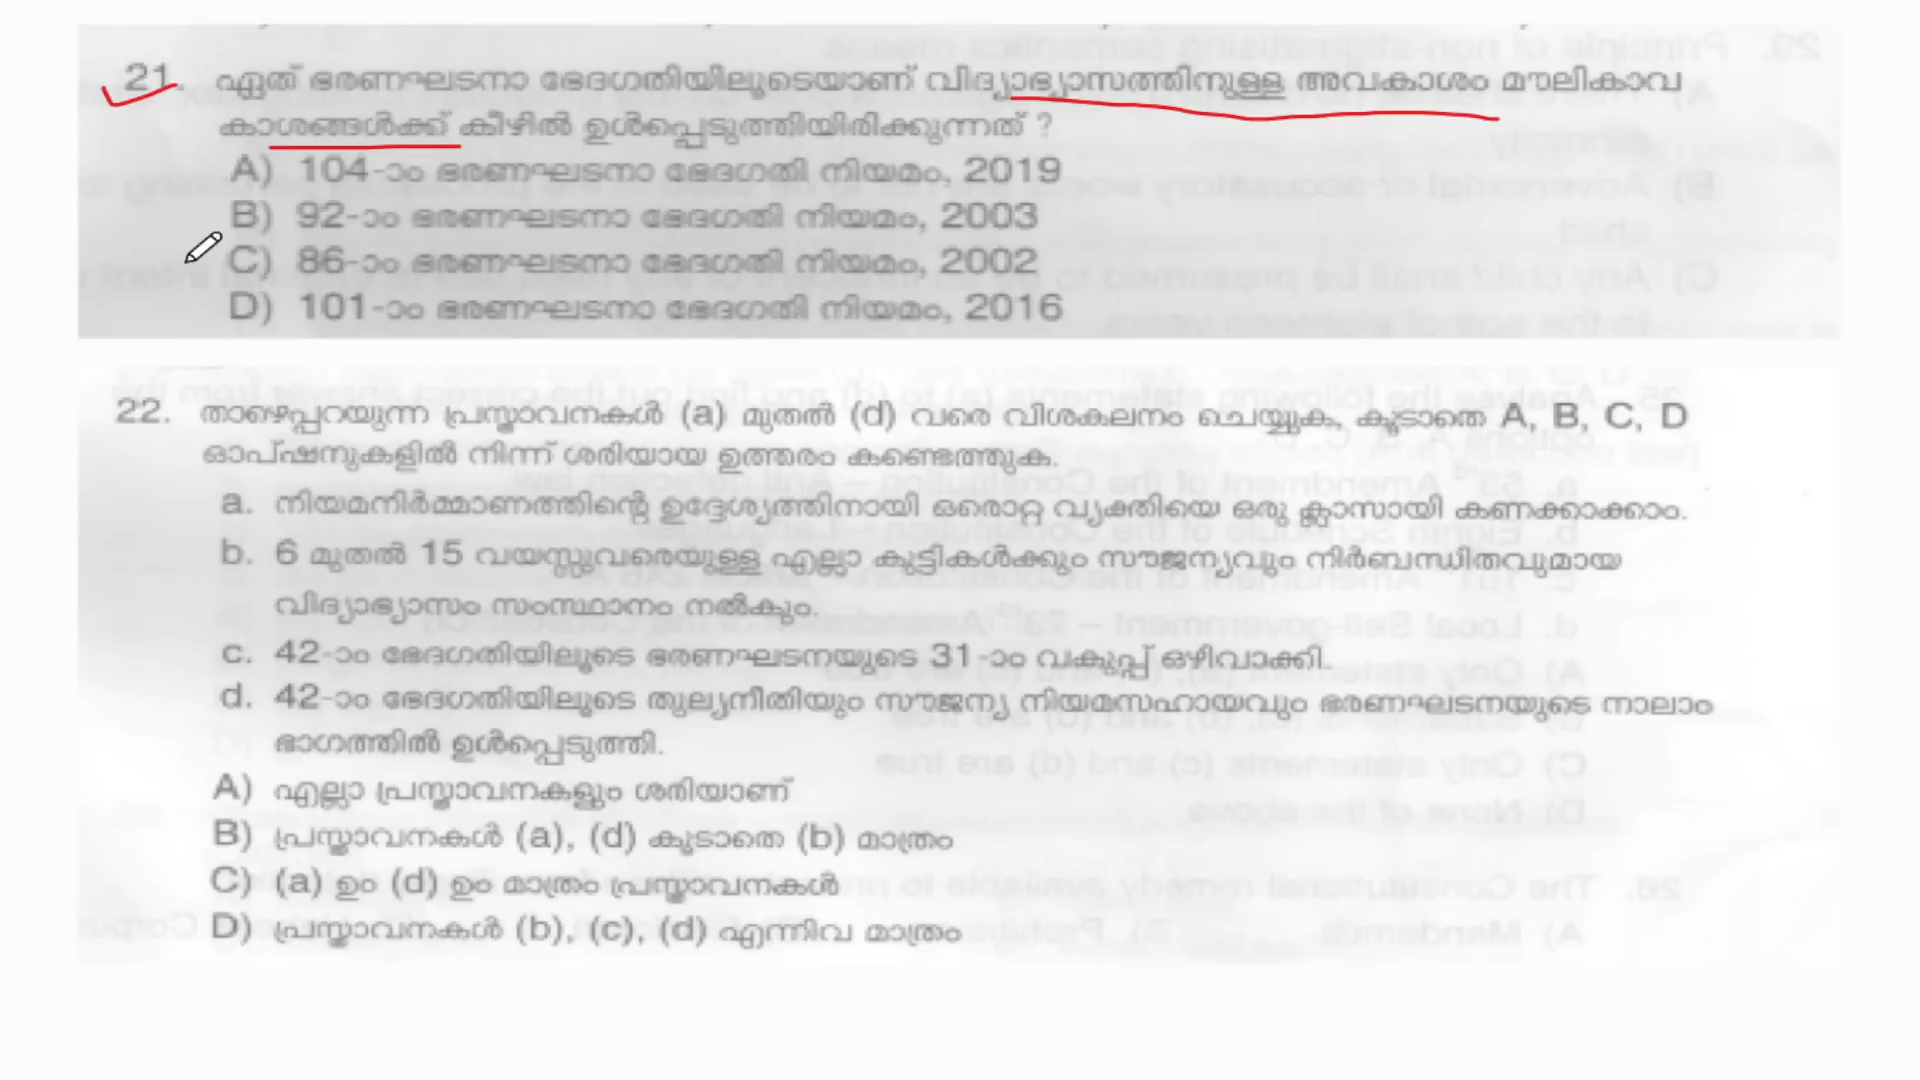 21. ഏത് ഭരണഘടനാ ഭേദഗതിയിലൂടെയാണ് വിദ്യാഭ്യാസത്തിനുള്ള അവകാശം മൗലികാവ
കാശങ്ങൾക്ക് കീഴിൽ ഉൾപ്പെടുത്തിയിരിക്കുന്നത് ?
A) 104-ാം ഭരണഘടനാ ഭേദഗതി നിയമം, 2019
B) 92-ാം ഭരണഘടനാ ഭേദഗതി നിയമം, 2003
C) 86-ാം ഭരണഘടനാ ഭേദഗതി നിയമം, 2002
D) 101-ാം ഭരണഘടനാ ഭേദഗതി നിയമം, 2016
22. താഴെപ്പറയുന്ന പ്രസ്താവനകൾ (a) മുതൽ (d) വരെ വിശകലനം ചെയ്യുക, കൂടാതെ A, B, C, D
ഓപ്ഷനുകളിൽ നിന്ന് ശരിയായ ഉത്തരം കണ്ടെത്തുക.
a. നിയമനിർമ്മാണത്തിന്റെ ഉദ്ദേശ്യത്തിനായി ഒരൊറ്റ വ്യക്തിയെ ഒരു ക്ലാസായി കണക്കാക്കാം.
b. 6 മുതൽ 15 വയസ്സുവരെയുള്ള എല്ലാ കുട്ടികൾക്കും സൗജന്യവും നിർബന്ധിതവുമായ
വിദ്യാഭ്യാസം സംസ്ഥാനം നൽകും.
c. 42-ാം ഭേദഗതിയിലൂടെ ഭരണഘടനയുടെ 31-ാം വകുപ്പ് ഒഴിവാക്കി.
d. 42-ാം ഭേദഗതിയിലൂടെ തുല്യനീതിയും സൗജന്യ നിയമസഹായവും ഭരണഘടനയുടെ നാലാം
ഭാഗത്തിൽ ഉൾപ്പെടുത്തി.
A) എല്ലാ പ്രസ്താവനകളും ശരിയാണ്
B) പ്രസ്താവനകൾ (a), (d) കൂടാതെ (b) മാത്രം
C) (a) ഉം (d) ഉം മാത്രം പ്രസ്താവനകൾ
D) പ്രസ്താവനകൾ (b), (c), (d) എന്നിവ മാത്രം